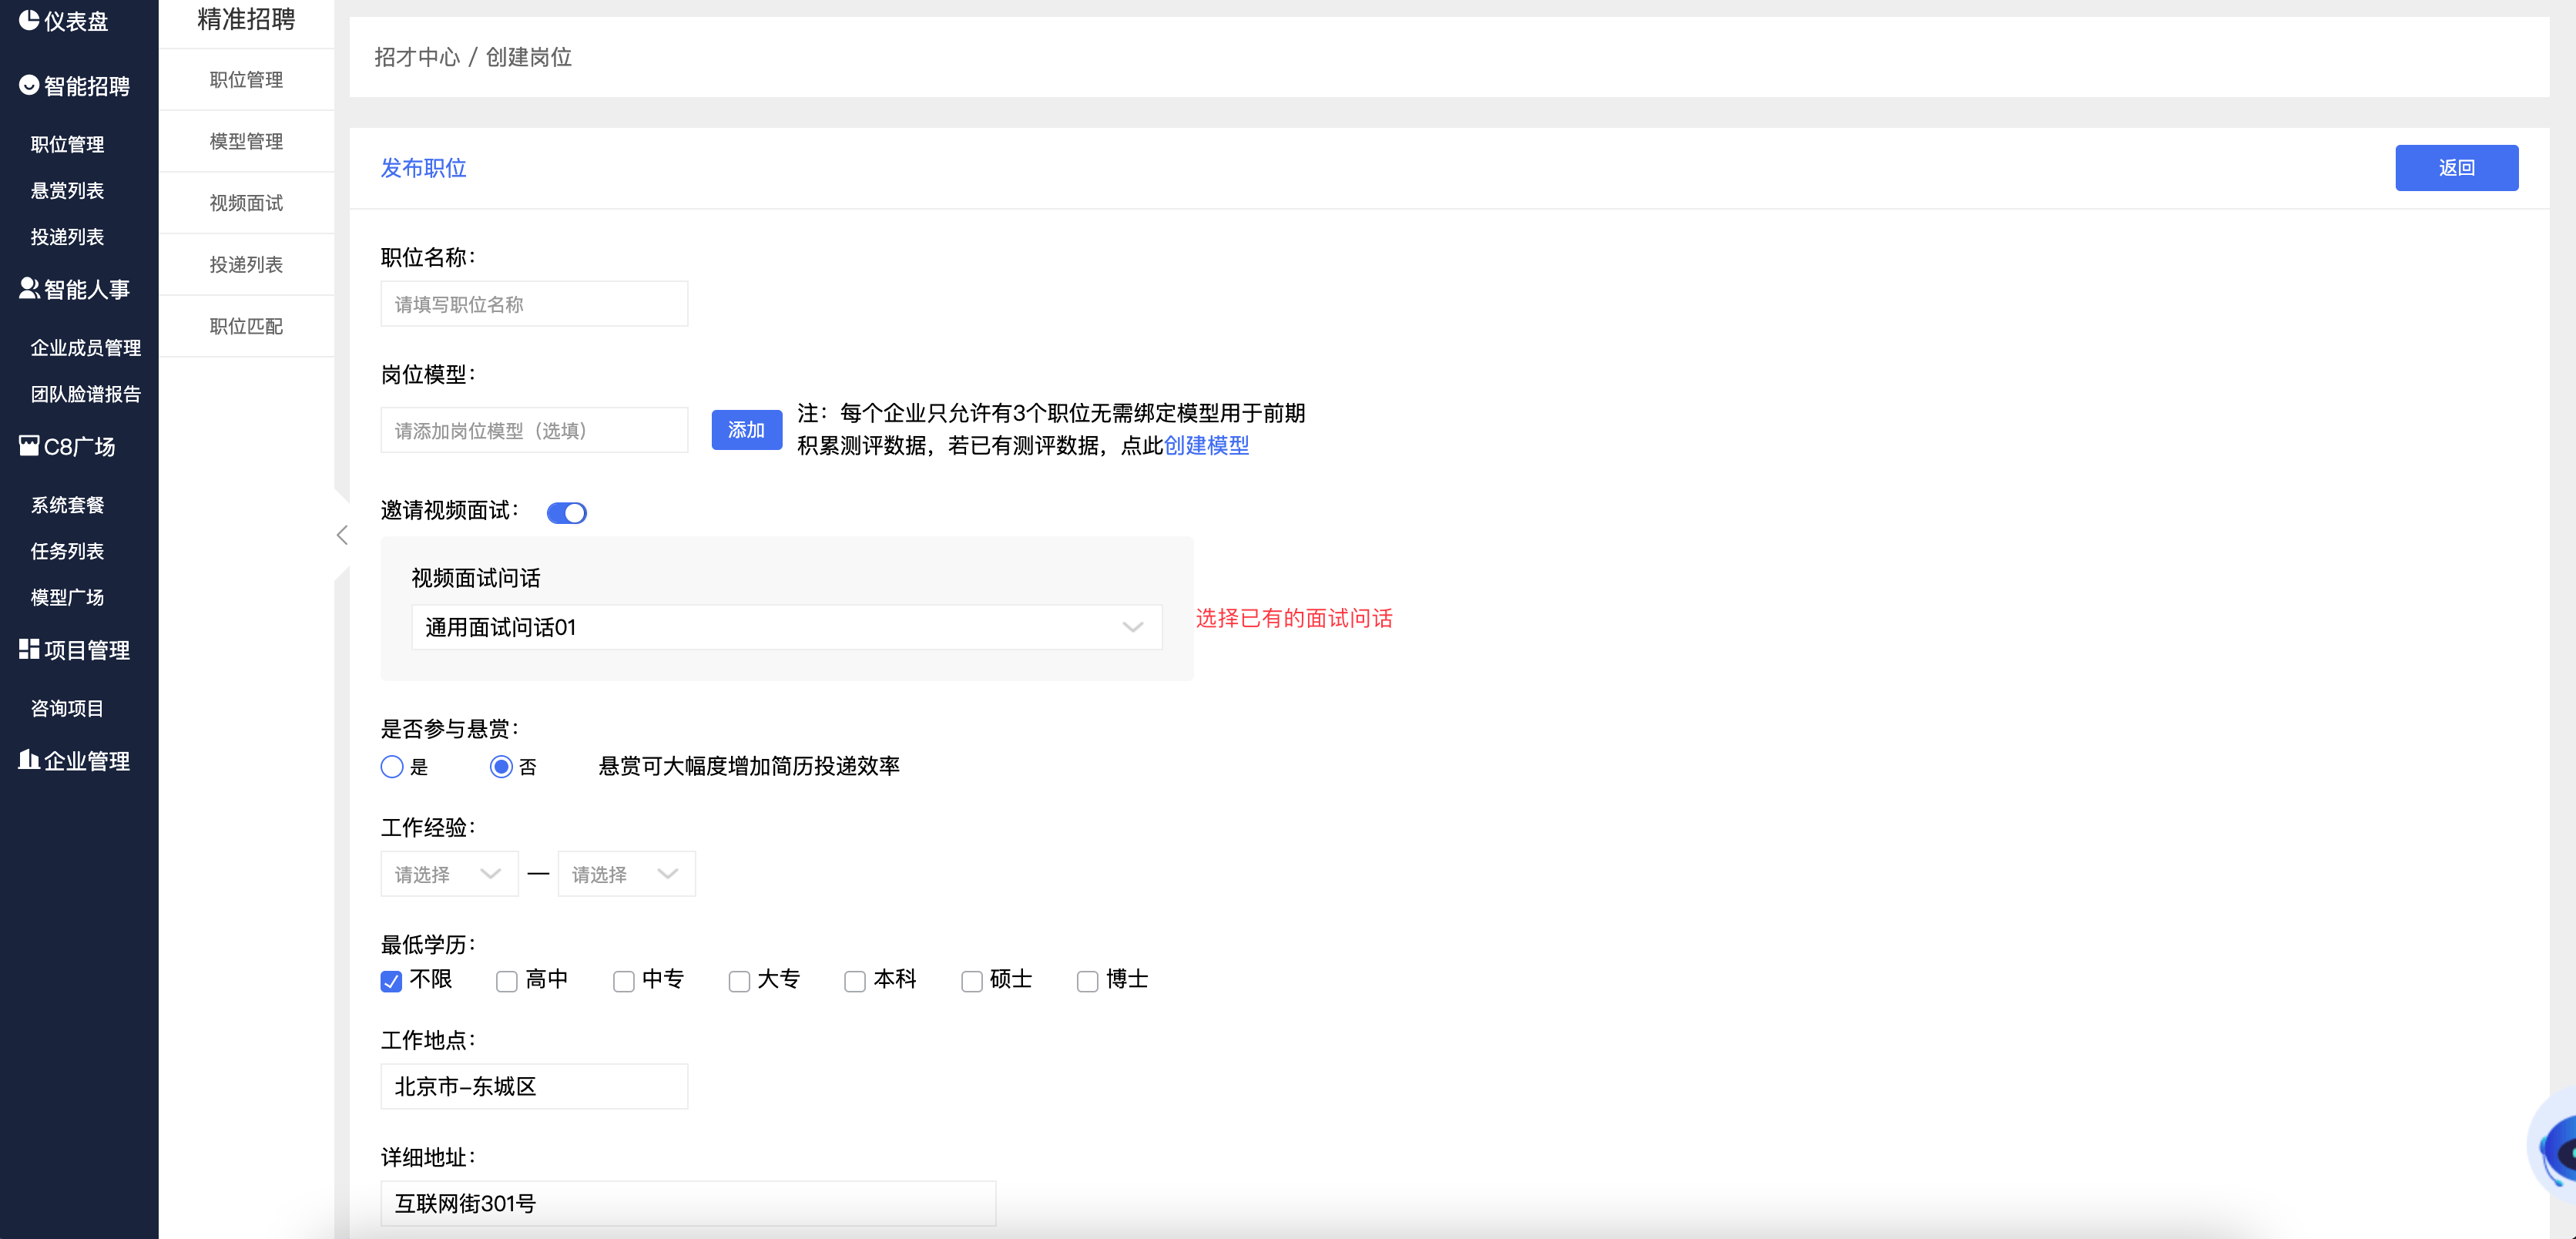 仪表盘
智能招聘
职位管理
悬赏列表
投递列表
智能人事
企业成员管理
团队脸谱报告
C8广场
系统套餐
任务列表
模型广场
项目管理
咨询项目
企业管理
精准招聘
职位管理
模型管理
视频面试
投递列表
职位匹配
招才中心 / 创建岗位
发布职位
返回
职位名称：
请填写职位名称
岗位模型：
请添加岗位模型（选填）
添加
注：每个企业只允许有3个职位无需绑定模型用于前期
积累测评数据，若已有测评数据，点此创建模型
邀请视频面试：
视频面试问话
通用面试问话01
选择已有的面试问话
是否参与悬赏：
是 否 悬赏可大幅度增加简历投递效率
工作经验：
请选择 — 请选择
最低学历：
不限 高中 中专 大专 本科 硕士 博士
工作地点：
北京市-东城区
详细地址：
互联网街301号